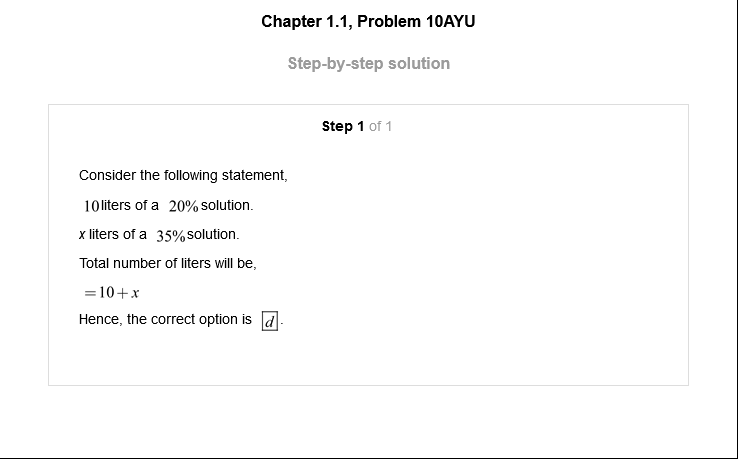 Chapter 1.1, Problem 10AYU
Step-by-step solution
Step 1 of 1
Consider the following statement,
10 liters of a 20% solution.
x liters of a 35% solution.
Total number of liters will be,
=10+x
Hence, the correct option is d.